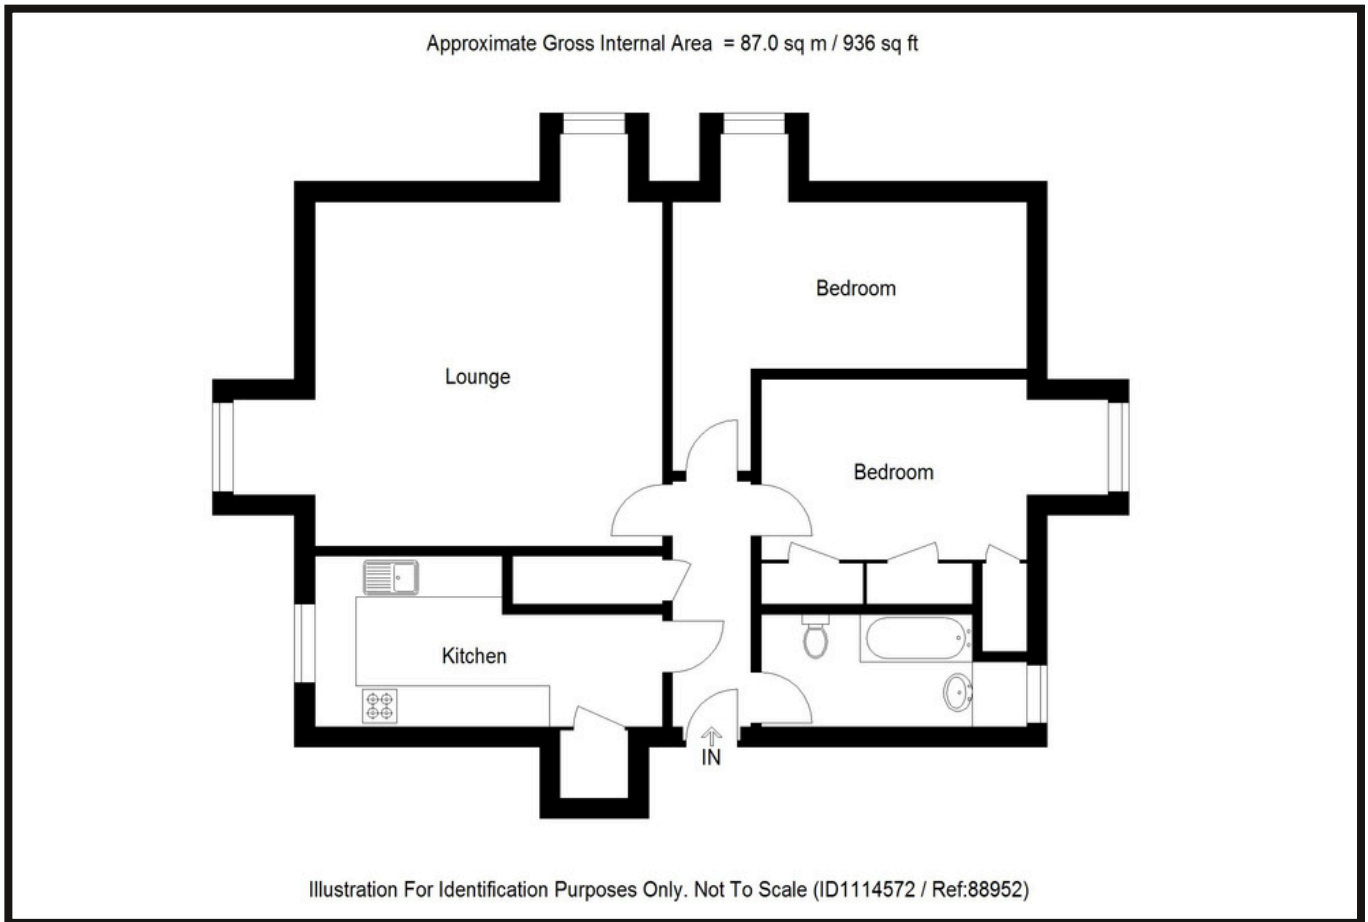 Approximate Gross Internal Area = 87.0 sq m / 936 sq ft
Bedroom
Lounge
Bedroom
Kitchen
IN
Illustration For Identification Purposes Only. Not To Scale (ID1114572 / Ref:88952)